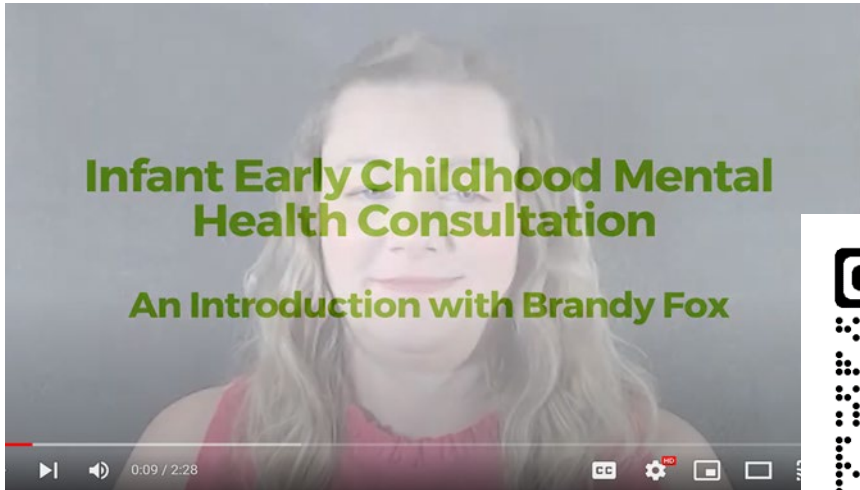 Infant Early Childhood Mental
Health Consultation
An Introduction with Brandy Fox
0:09 / 2:28
CC
HD